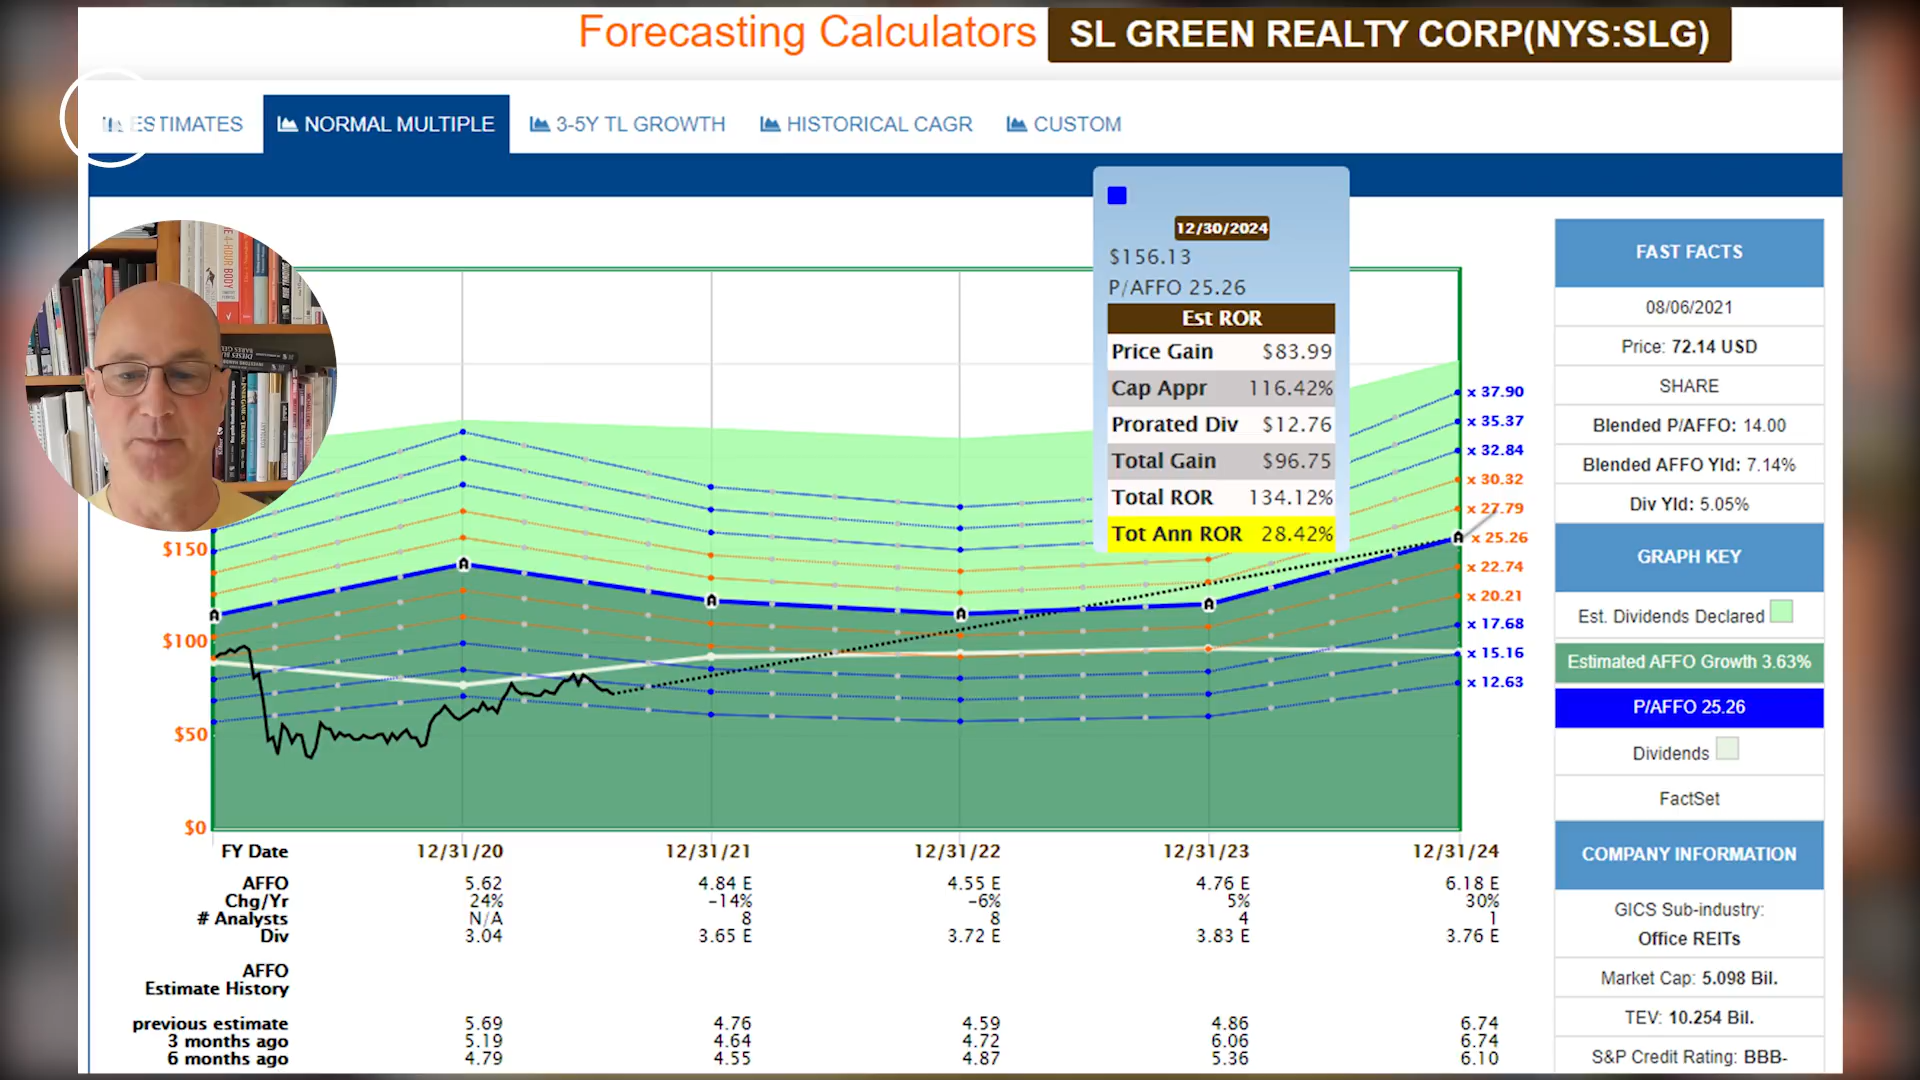 Forecasting Calculators SL GREEN REALTY CORP(NYS:SLG)
ESTIMATES NORMAL MULTIPLE 3-5Y TL GROWTH HISTORICAL CAGR CUSTOM
12/30/2024
$156.13
P/AFFO 25.26
Est ROR
Price Gain $83.99
Cap Appr 116.42%
Prorated Div $12.76
Total Gain $96.75
Total ROR 134.12%
Tot Ann ROR 28.42%
$150
$100
$50
$0
x 37.90
x 35.37
x 32.84
x 30.32
x 27.79
x 25.26
x 22.74
x 20.21
x 17.68
x 15.16
x 12.63
FY Date 12/31/20 12/31/21 12/31/22 12/31/23 12/31/24
AFFO 5.62 4.84 E 4.55 E 4.76 E 6.18 E
Chg/Yr 24% -14% -6% 5% 30%
# Analysts N/A 8 8 4 1
Div 3.04 3.65 E 3.72 E 3.83 E 3.76 E
AFFO
Estimate History
previous estimate 5.69 4.76 4.59 4.86 6.74
3 months ago 5.19 4.64 4.72 6.06 6.74
6 months ago 4.79 4.55 4.87 5.36 6.10
FAST FACTS
08/06/2021
Price: 72.14 USD
SHARE
Blended P/AFFO: 14.00
Blended AFFO Yld: 7.14%
Div Yld: 5.05%
GRAPH KEY
Est. Dividends Declared
Estimated AFFO Growth 3.63%
P/AFFO 25.26
Dividends
FactSet
COMPANY INFORMATION
GICS Sub-industry:
Office REITs
Market Cap: 5.098 Bil.
TEV: 10.254 Bil.
S&P Credit Rating: BBB-